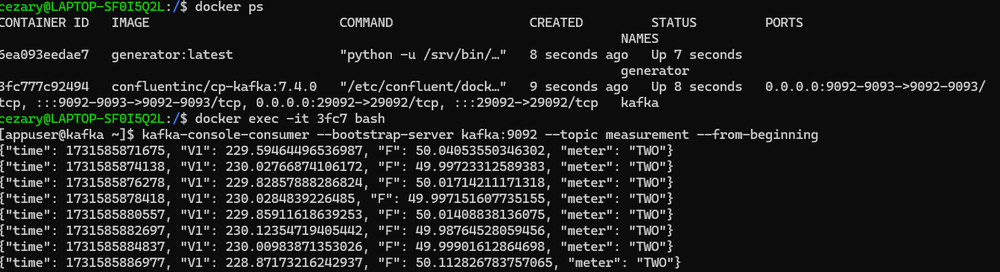 cezary@LAPTOP-SF0I5Q2L:/$ docker ps
CONTAINER ID   IMAGE                             COMMAND                  CREATED         STATUS         PORTS
                                                                                     NAMES
6ea093eedae7   generator:latest                  "python -u /srv/bin/…"   8 seconds ago   Up 7 seconds
                                                                                     generator
3fc777c92494   confluentinc/cp-kafka:7.4.0   "/etc/confluent/dock…"   9 seconds ago   Up 8 seconds   0.0.0.0:9092-9093->9092-9093/
tcp, :::9092-9093->9092-9093/tcp, 0.0.0.0:29092->29092/tcp, :::29092->29092/tcp   kafka
cezary@LAPTOP-SF0I5Q2L:/$ docker exec -it 3fc7 bash
[appuser@kafka ~]$ kafka-console-consumer --bootstrap-server kafka:9092 --topic measurement --from-beginning
{"time": 1731585871675, "V1": 229.59464496536987, "F": 50.04053550346302, "meter": "TWO"}
{"time": 1731585874138, "V1": 230.02766874106172, "F": 49.99723312589383, "meter": "TWO"}
{"time": 1731585876278, "V1": 229.82857888286824, "F": 50.01714211171318, "meter": "TWO"}
{"time": 1731585878418, "V1": 230.0284839226485, "F": 49.997151607735155, "meter": "TWO"}
{"time": 1731585880557, "V1": 229.85911618639253, "F": 50.01408838136075, "meter": "TWO"}
{"time": 1731585882697, "V1": 230.12354719405442, "F": 49.98764528059456, "meter": "TWO"}
{"time": 1731585884837, "V1": 230.00983871353026, "F": 49.99901612864698, "meter": "TWO"}
{"time": 1731585886977, "V1": 228.87173216242937, "F": 50.112826783757065, "meter": "TWO"}